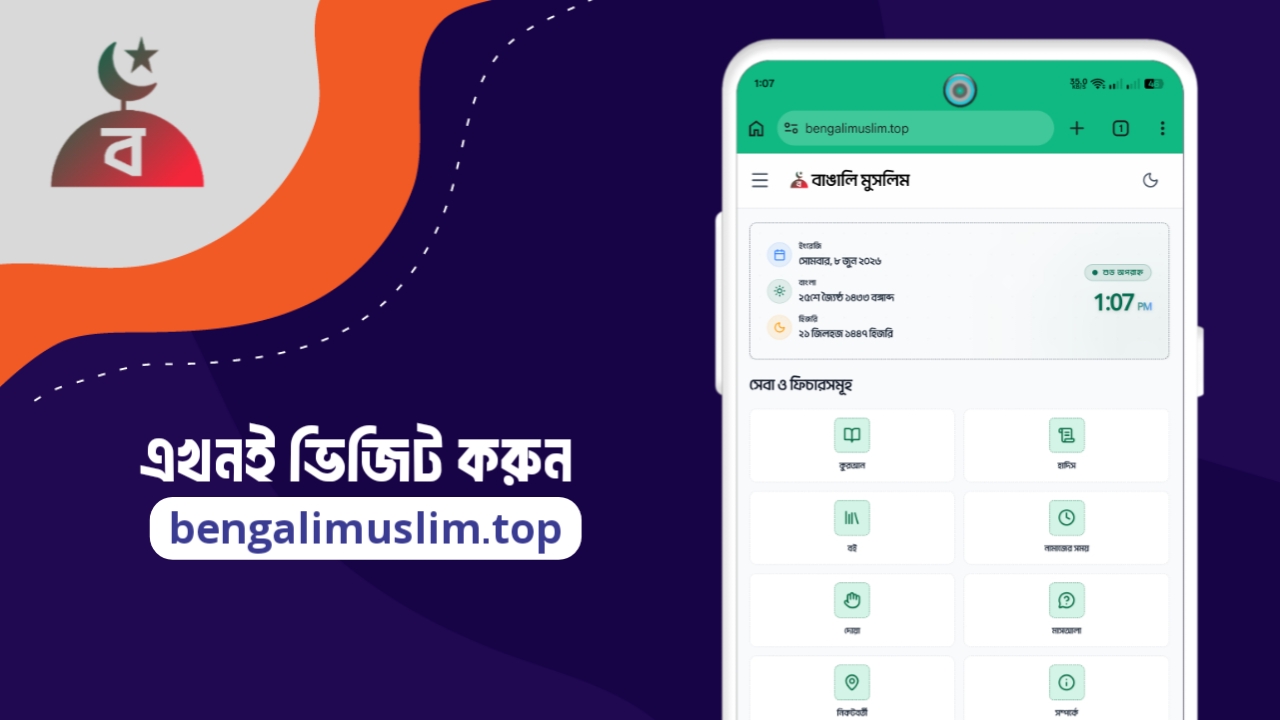 ব
এখনই ভিজিট করুন
bengalimuslim.top
1:07
bengalimuslim.top
1
বাঙালি মুসলিম
ইংরেজি
সোমবার, ৮ জুন ২০২৬
বাংলা
২৫শে জ্যৈষ্ঠ ১৪৩৩ বঙ্গাব্দ
হিজরি
২১ জিলহজ ১৪৪৭ হিজরি
শুভ অপরাহ্ন
1:07 PM
সেবা ও ফিচারসমূহ
কুরআন
হাদিস
বই
নামাজের সময়
দোয়া
মাসআলা
নিকটবর্তী
সম্পর্কে